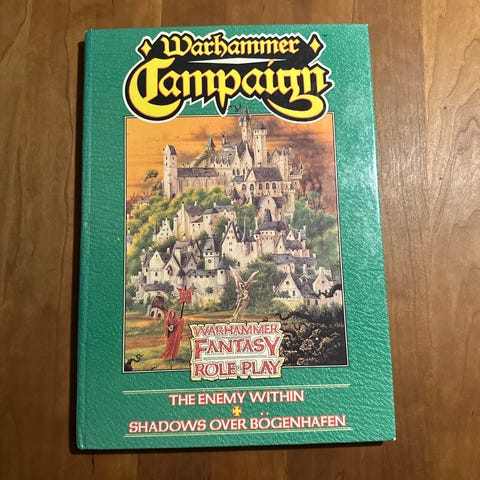 Warhammer
Campaign
WARHAMMER
FANTASY
ROLE-PLAY
THE ENEMY WITHIN
SHADOWS OVER BÖGENHAFEN